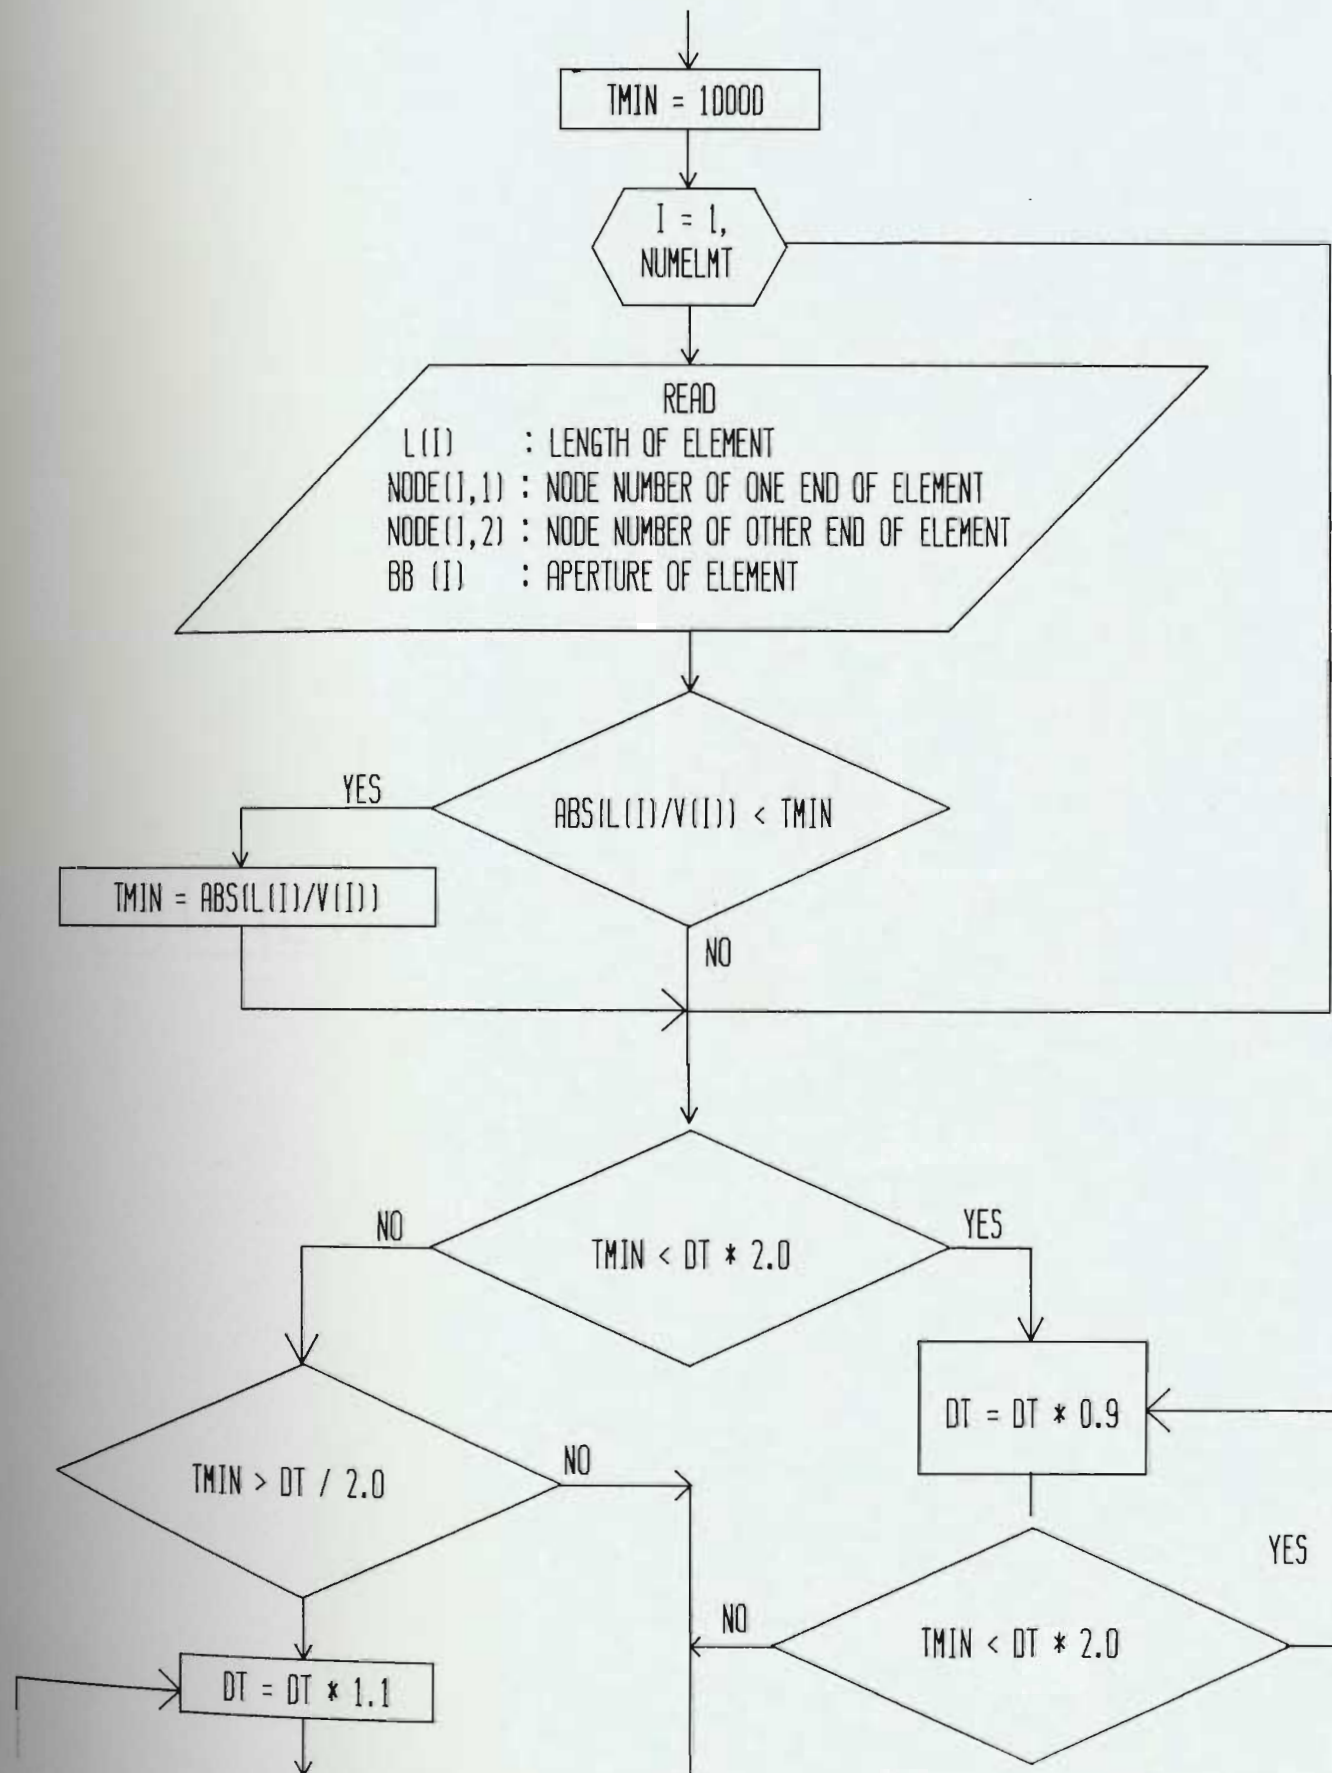 TMIN = 10000
I = 1,
NUMELMT
READ
L(I) : LENGTH OF ELEMENT
NODE(I,1) : NODE NUMBER OF ONE END OF ELEMENT
NODE(I,2) : NODE NUMBER OF OTHER END OF ELEMENT
BB (I) : APERTURE OF ELEMENT
YES
ABS(L(I)/V(I)) < TMIN
TMIN = ABS(L(I)/V(I))
NO
NO
YES
TMIN < DT * 2.0
DT = DT * 0.9
NO
TMIN > DT / 2.0
YES
NO
TMIN < DT * 2.0
DT = DT * 1.1